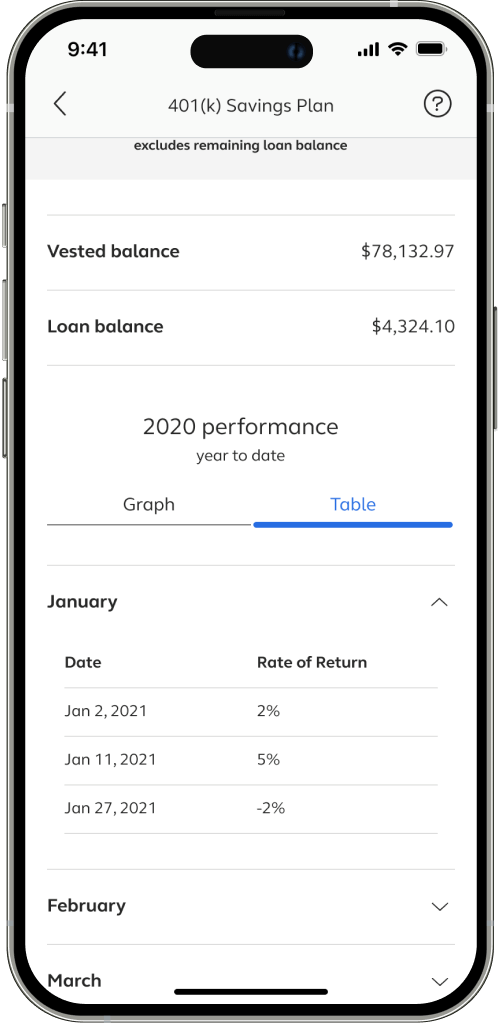 9:41
401(k) Savings Plan
?
excludes remaining loan balance
Vested balance $78,132.97
Loan balance $4,324.10
2020 performance
year to date
Graph Table
January
Date Rate of Return
Jan 2, 2021 2%
Jan 11, 2021 5%
Jan 27, 2021 -2%
February
March